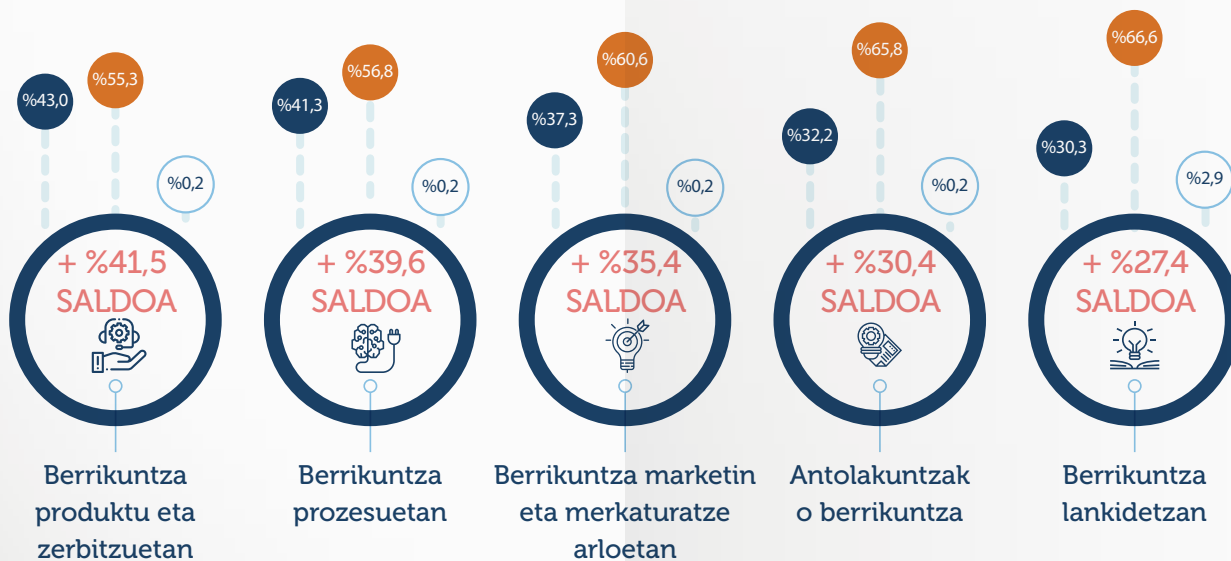 %43,0
%55,3
%0,2
+ %41,5
SALDOA
Berrikuntza
produktu eta
zerbitzuetan
%41,3
%56,8
%0,2
+ %39,6
SALDOA
Berrikuntza
prozesuetan
%37,3
%60,6
%0,2
+ %35,4
SALDOA
Berrikuntza marketin
eta merkaturatze
arloetan
%32,2
%65,8
%0,2
+ %30,4
SALDOA
Antolakuntzak
o berrikuntza
%30,3
%66,6
%2,9
+ %27,4
SALDOA
Berrikuntza
lankidetzan